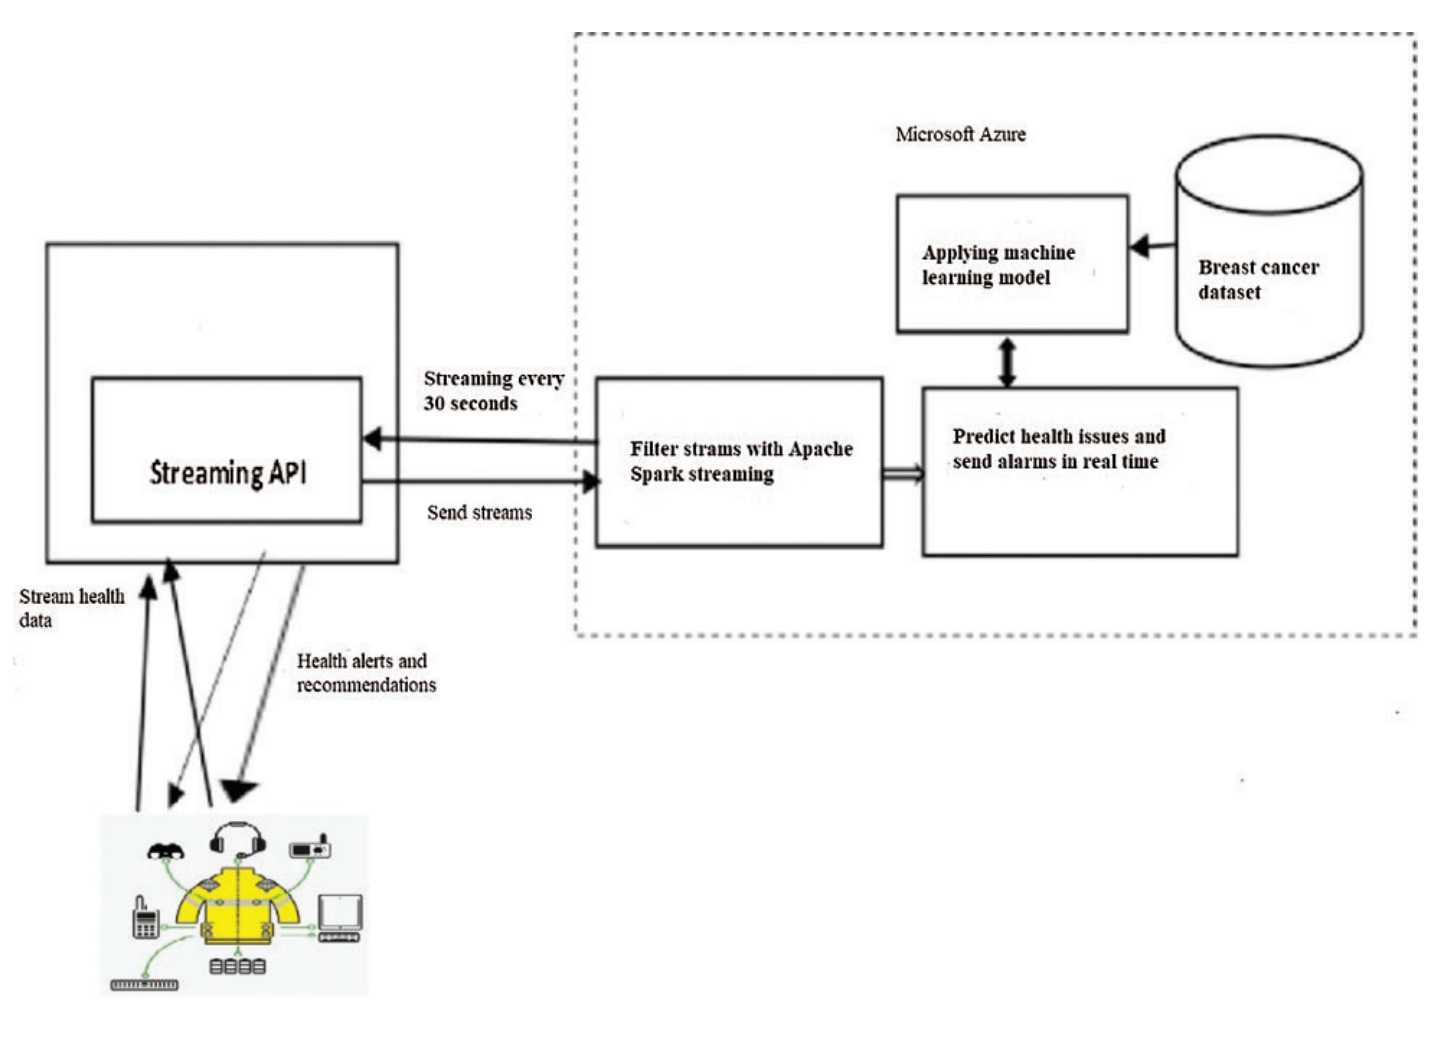 Microsoft Azure
Applying machine
learning model
Breast cancer
dataset
Streaming every
30 seconds
Streaming API
Filter strams with Apache
Spark streaming
Predict health issues and
send alarms in real time
Send streams
Stream health
data
Health alerts and
recommendations